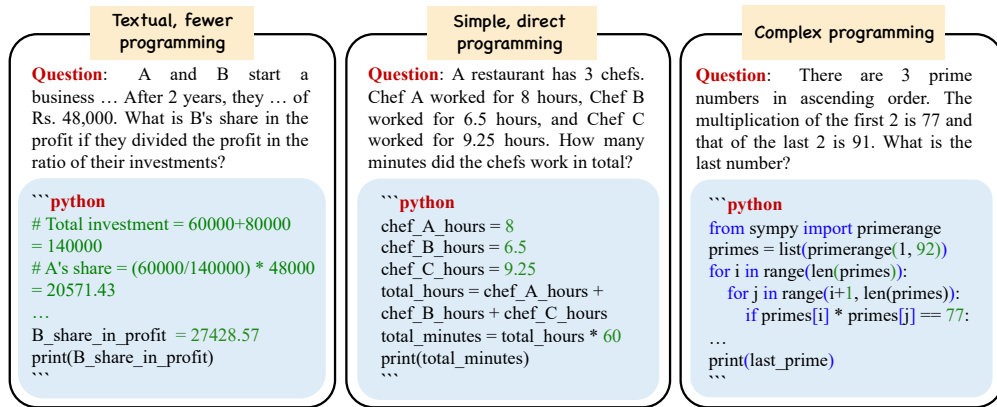 Textual, fewer
programming
Question: A and B start a
business … After 2 years, they … of
Rs. 48,000. What is B's share in the
profit if they divided the profit in the
ratio of their investments?
```python
# Total investment = 60000+80000
= 140000
# A's share = (60000/140000) * 48000
= 20571.43
…
B_share_in_profit = 27428.57
print(B_share_in_profit)
```
Simple, direct
programming
Question: A restaurant has 3 chefs.
Chef A worked for 8 hours, Chef B
worked for 6.5 hours, and Chef C
worked for 9.25 hours. How many
minutes did the chefs work in total?
```python
chef_A_hours = 8
chef_B_hours = 6.5
chef_C_hours = 9.25
total_hours = chef_A_hours +
chef_B_hours + chef_C_hours
total_minutes = total_hours * 60
print(total_minutes)
```
Complex programming
Question: There are 3 prime
numbers in ascending order. The
multiplication of the first 2 is 77 and
that of the last 2 is 91. What is the
last number?
```python
from sympy import primerange
primes = list(primerange(1, 92))
for i in range(len(primes)):
for j in range(i+1, len(primes)):
if primes[i] * primes[j] == 77:
…
print(last_prime)
```